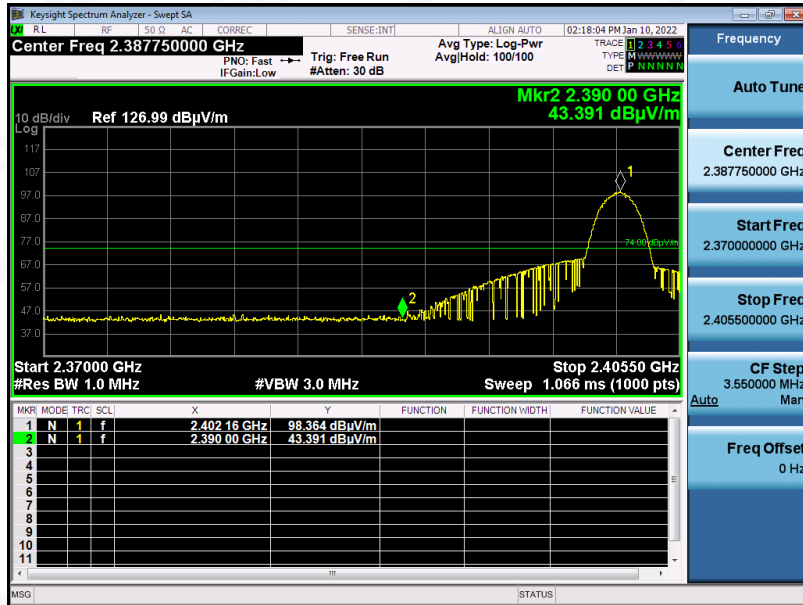 Keysight Spectrum Analyzer - Swept SA
LXI RL RF 50 Ω AC CORREC SENSE:INT ALIGN AUTO 02:18:04 PM Jan 10, 2022
Center Freq 2.387750000 GHz
PNO: Fast
IFGain:Low
Trig: Free Run
#Atten: 30 dB
Avg Type: Log-Pwr
Avg|Hold: 100/100
TRACE 1 2 3 4 5 6
TYPE M WWWWW
DET P N N N N N
Mkr2 2.390 00 GHz
43.391 dBµV/m
10 dB/div Ref 126.99 dBµV/m
Log
117
107
97.0
87.0
77.0
67.0
57.0
47.0
37.0
1
74.00 dBµV/m
2
Start 2.37000 GHz Stop 2.40550 GHz
#Res BW 1.0 MHz #VBW 3.0 MHz Sweep 1.066 ms (1000 pts)
MKR MODE TRC SCL X Y FUNCTION FUNCTION WIDTH FUNCTION VALUE
1 N 1 f 2.402 16 GHz 98.364 dBµV/m
2 N 1 f 2.390 00 GHz 43.391 dBµV/m
3
4
5
6
7
8
9
10
11
MSG STATUS
Frequency
Auto Tune
Center Freq
2.387750000 GHz
Start Freq
2.370000000 GHz
Stop Freq
2.405500000 GHz
CF Step
3.550000 MHz
Auto Man
Freq Offset
0 Hz